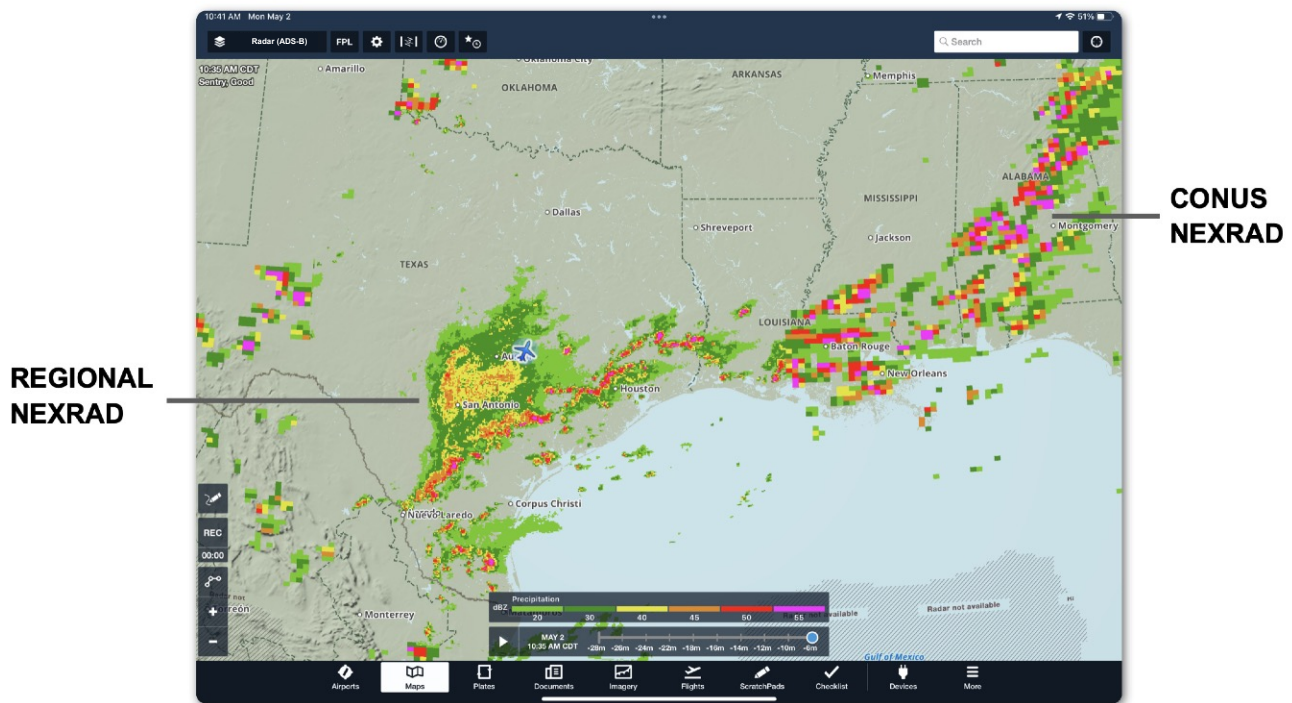 10:41 AM Mon May 2
51%
Radar (ADS-B)
FPL
Search
10:35 AM CDT
Sentry, Good
Amarillo
Oklahoma City
ARKANSAS
Memphis
OKLAHOMA
ALABAMA
CONUS
NEXRAD
MISSISSIPPI
Dallas
Shreveport
Jackson
Montgomery
TEXAS
LOUISIANA
Baton Rouge
New Orleans
REGIONAL
NEXRAD
Houston
San Antonio
Corpus Christi
Nuevo Laredo
REC
00:00
Monterrey
Radar not available
Precipitation
dBZ
20 30 40 45 50 55
MAY 2
10:35 AM CDT
-28m -26m -24m -22m -18m -16m -14m -12m -10m -6m
Gulf of Mexico
Airports Maps Plates Documents Imagery Flights ScratchPads Checklist Devices More